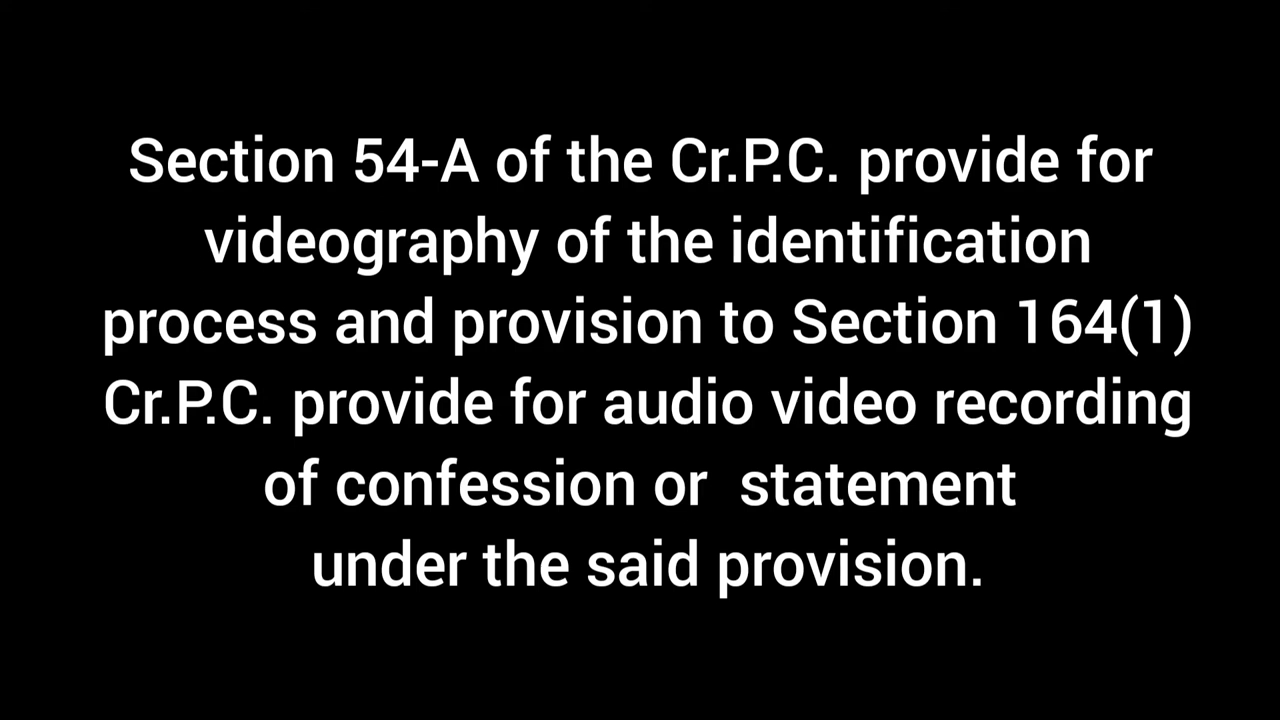 Section 54-A of the Cr.P.C. provide for
videography of the identification
process and provision to Section 164(1)
Cr.P.C. provide for audio video recording
of confession or  statement
under the said provision.